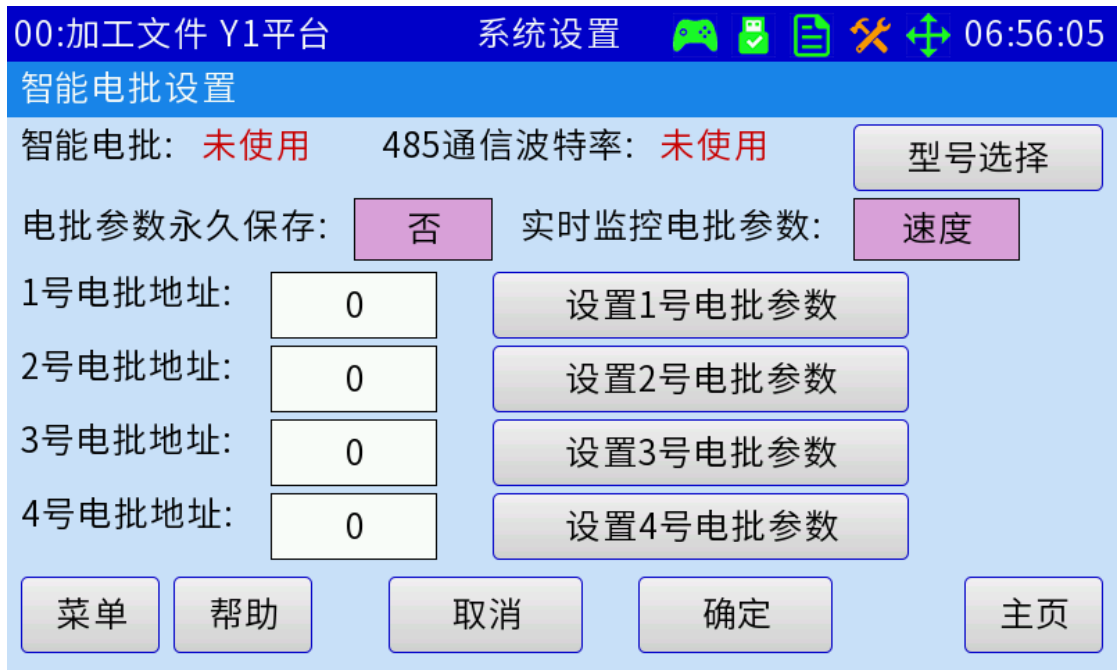 00:加工文件 Y1平台 系统设置 06:56:05
智能电批设置
智能电批: 未使用 485通信波特率: 未使用 型号选择
电批参数永久保存: 否 实时监控电批参数: 速度
1号电批地址: 0 设置1号电批参数
2号电批地址: 0 设置2号电批参数
3号电批地址: 0 设置3号电批参数
4号电批地址: 0 设置4号电批参数
菜单 帮助 取消 确定 主页